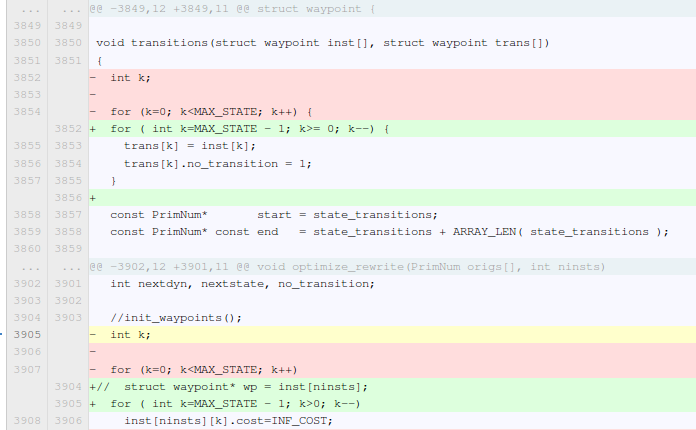 ... ... @@ -3849,12 +3849,11 @@ struct waypoint {
3849 3849
3850 3850 void transitions(struct waypoint inst[], struct waypoint trans[])
3851 3851 {
3852 - int k;
3853 -
3854 - for (k=0; k<MAX_STATE; k++) {
3852 + for ( int k=MAX_STATE - 1; k>= 0; k--) {
3855 3853 trans[k] = inst[k];
3856 3854 trans[k].no_transition = 1;
3857 3855 }
3856 +
3858 3857 const PrimNum* start = state_transitions;
3859 3858 const PrimNum* const end = state_transitions + ARRAY_LEN( state_transitions );
3860 3859
... ... @@ -3902,12 +3901,11 @@ void optimize_rewrite(PrimNum origs[], int ninsts)
3902 3901 int nextdyn, nextstate, no_transition;
3903 3902
3904 3903 //init_waypoints();
3905 - int k;
3906 -
3907 - for (k=0; k<MAX_STATE; k++)
3904 +// struct waypoint* wp = inst[ninsts];
3905 + for ( int k=MAX_STATE - 1; k>0; k--)
3908 3906 inst[ninsts][k].cost=INF_COST;